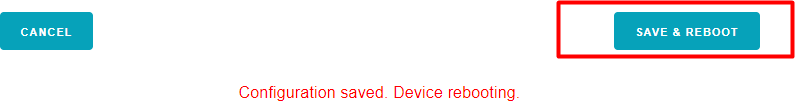 CANCEL
SAVE & REBOOT
Configuration saved. Device rebooting.